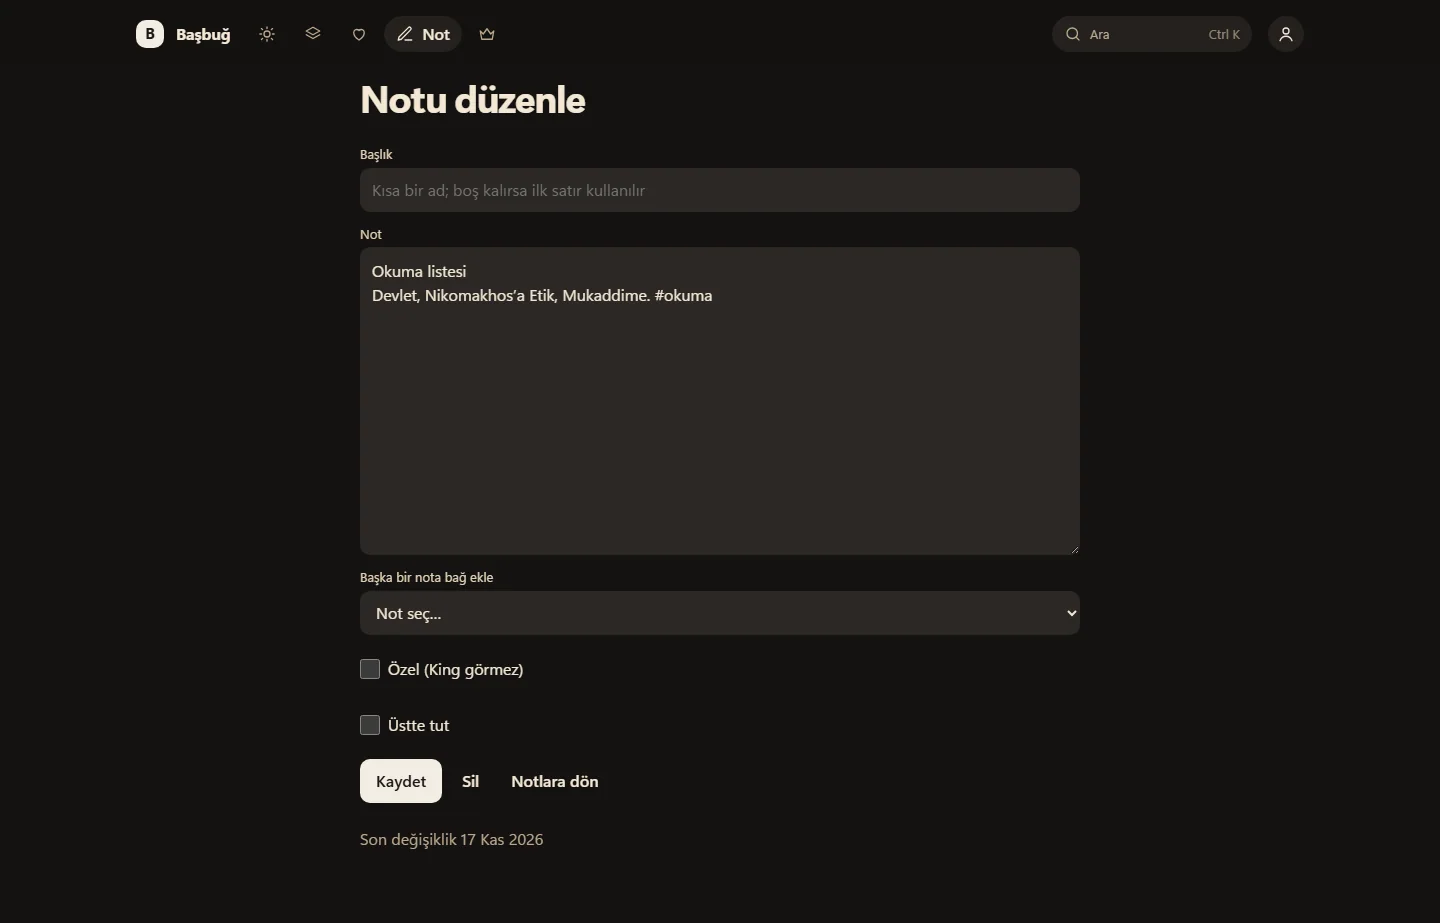 B Başbuğ Not Ara Ctrl K
Notu düzenle
Başlık
Kısa bir ad; boş kalırsa ilk satır kullanılır
Not
Okuma listesi
Devlet, Nikomakhos’a Etik, Mukaddime. #okuma
Başka bir nota bağ ekle
Not seç...
Özel (King görmez)
Üstte tut
Kaydet Sil Notlara dön
Son değişiklik 17 Kas 2026